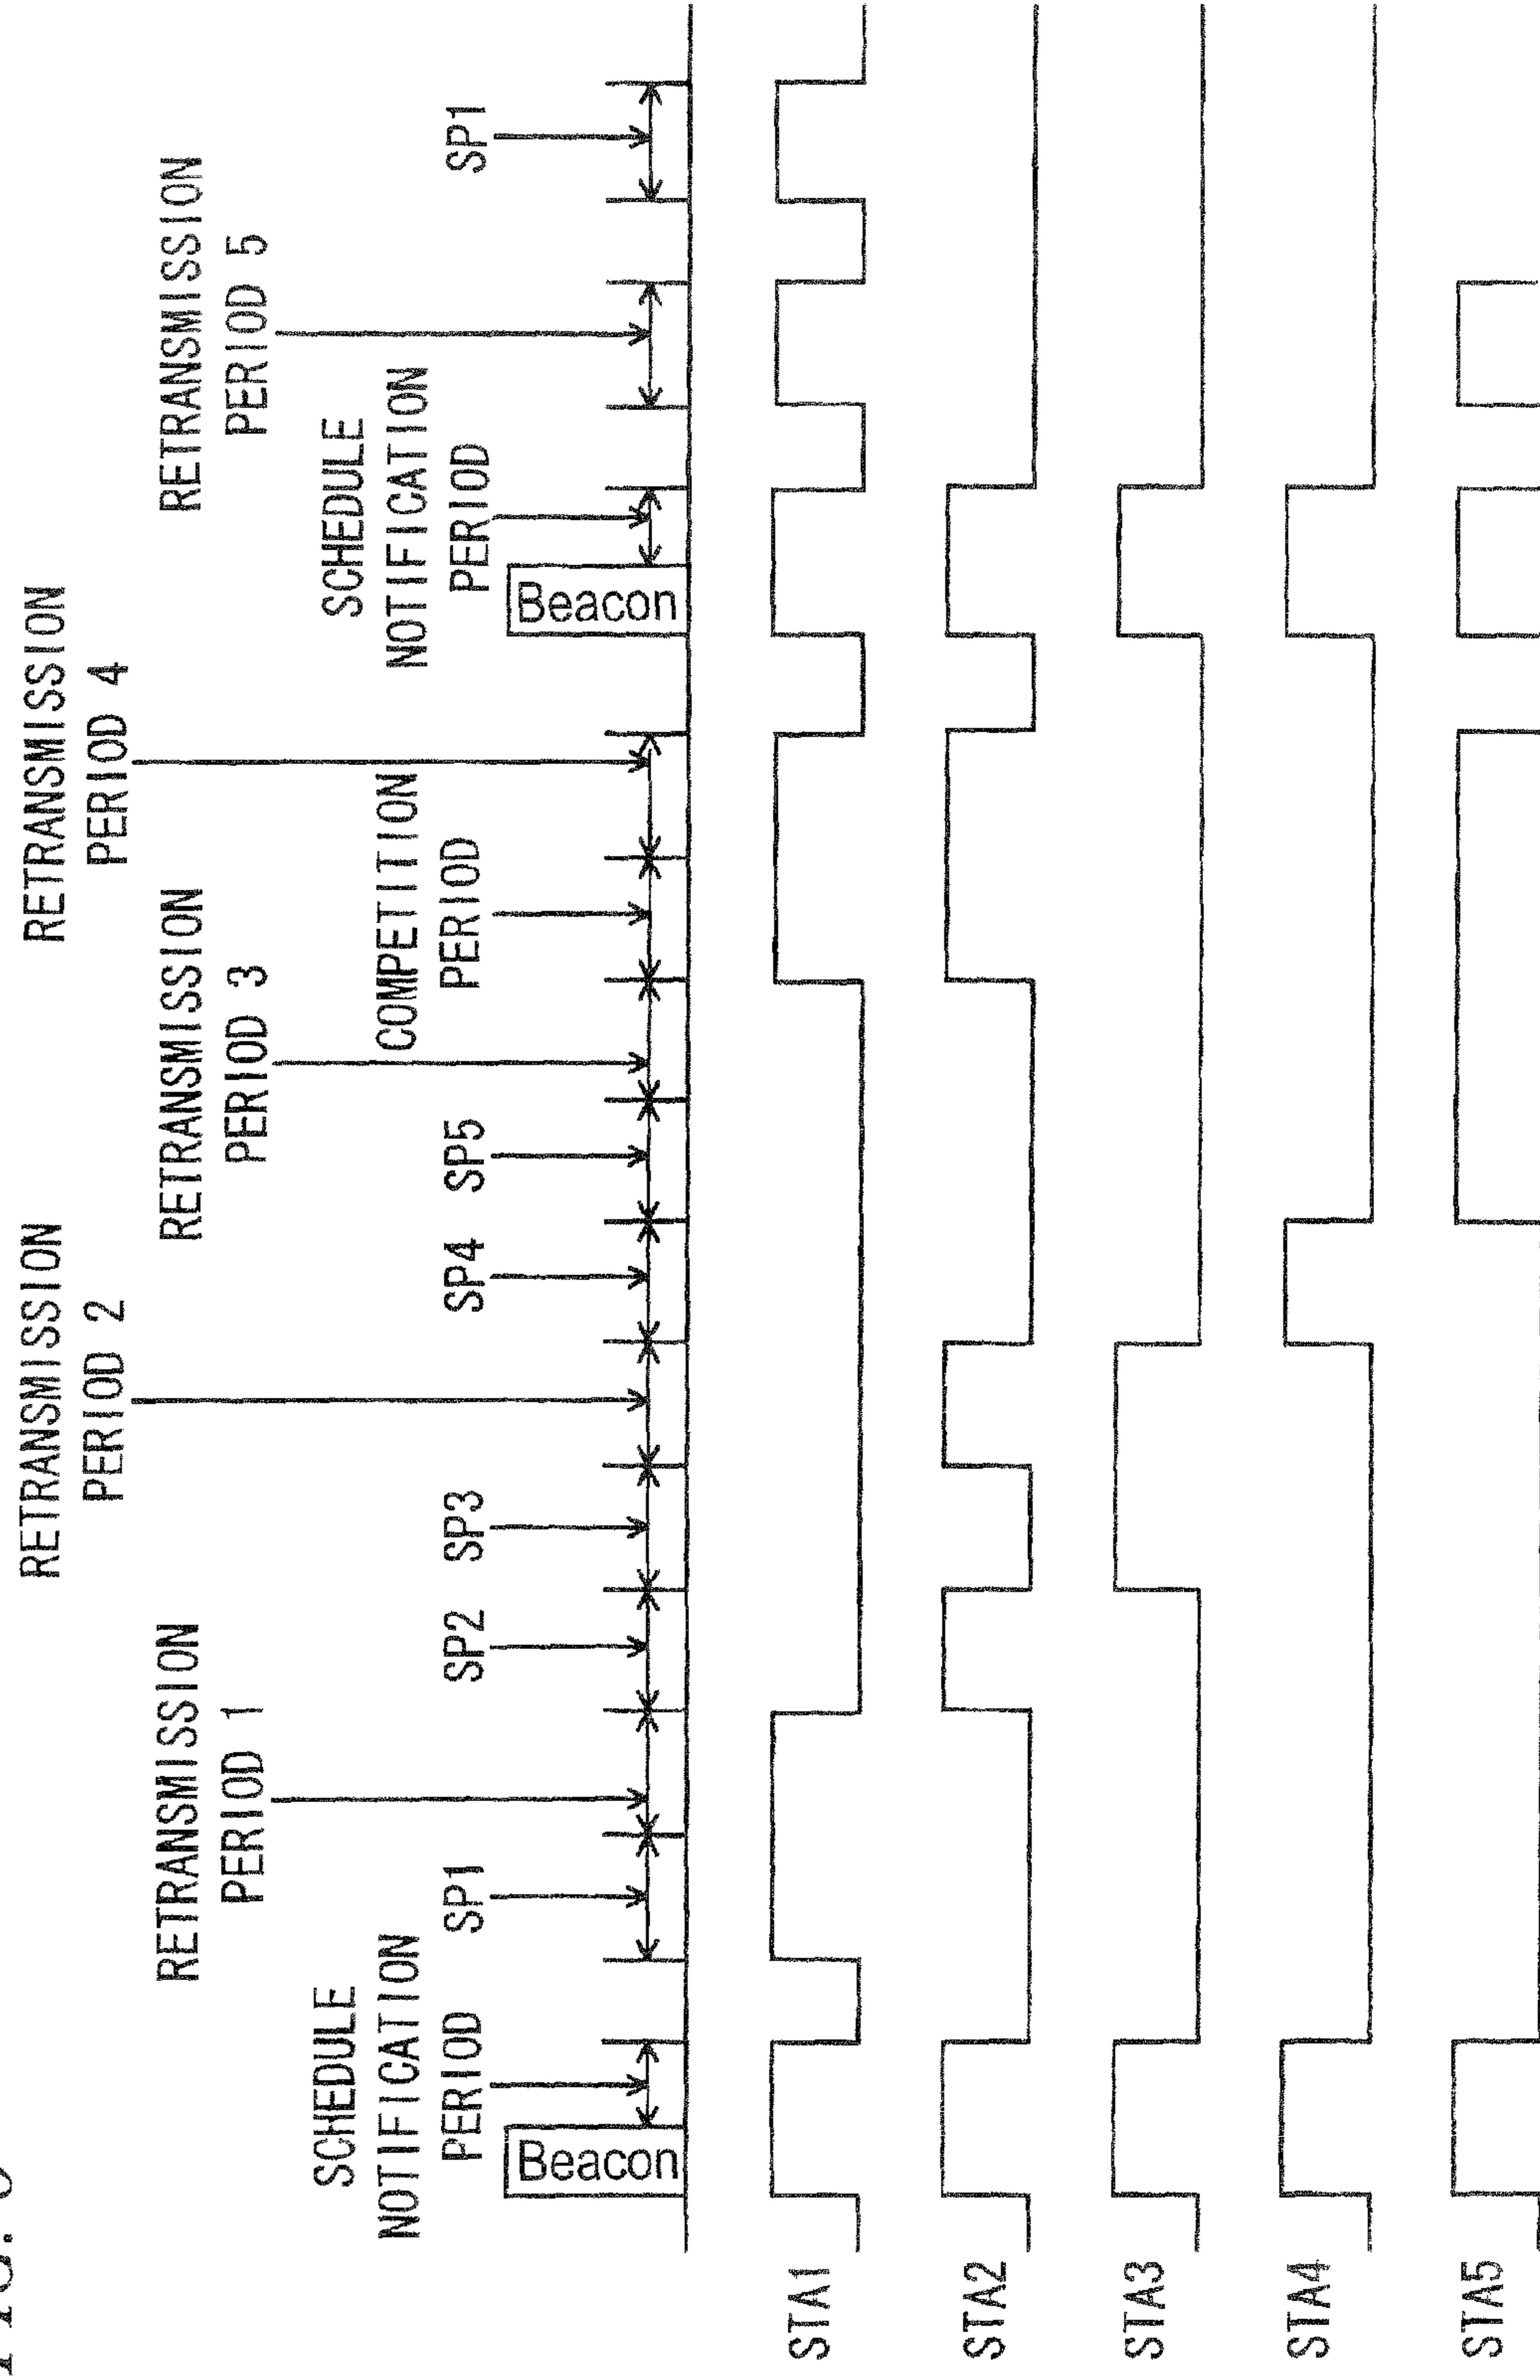 RETRANSMISSION
PERIOD 2
RETRANSMISSION
PERIOD 4
RETRANSMISSION
PERIOD 1
RETRANSMISSION
PERIOD 3
RETRANSMISSION
PERIOD 5
SCHEDULE
NOTIFICATION
PERIOD
SP1
SP2
SP3
SP4
SP5
COMPETITION
PERIOD
SCHEDULE
NOTIFICATION
PERIOD
SP1
Beacon
Beacon
STA1
STA2
STA3
STA4
STA5